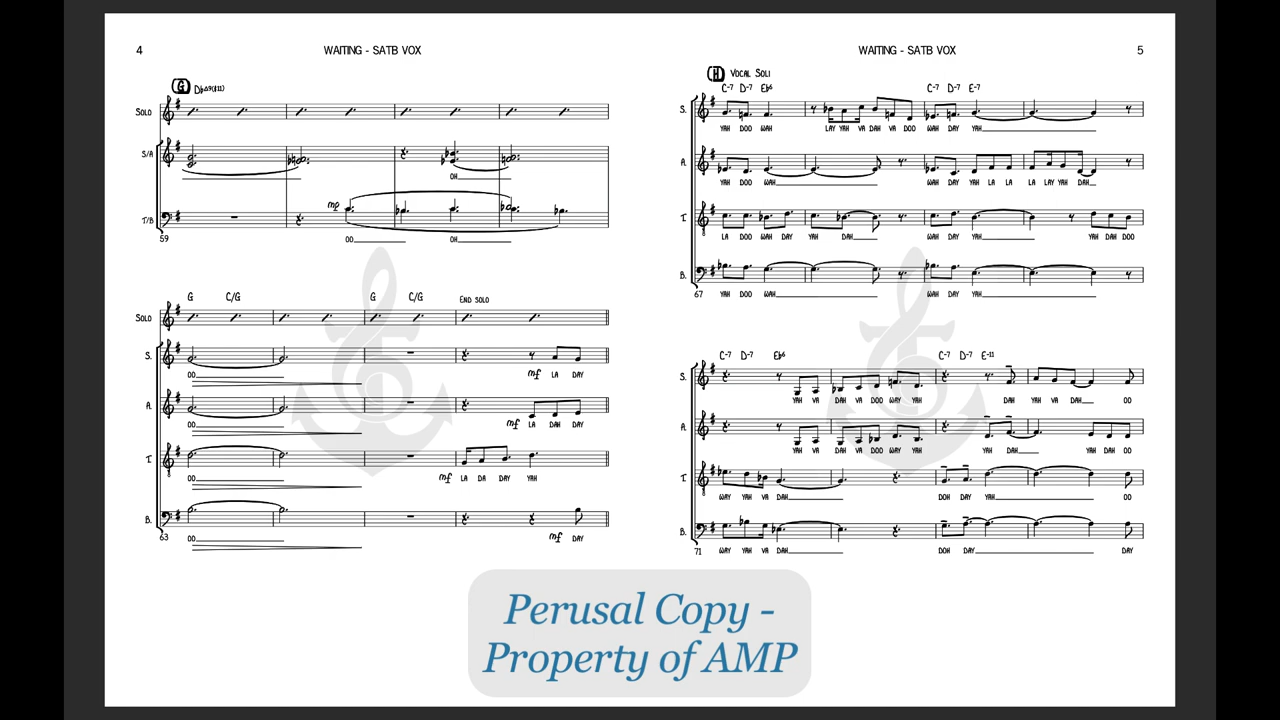 4
WAITING - SATB VOX
G D♭Δ9(♯11)
SOLO
S/A
OH
mp
T/B
59
OO OH
G C/G G C/G END SOLO
SOLO
S.
OO
mf LA DAY
A.
OO
mf LA DAH DAY
T.
OO
mf LA DA DAY YAH
B.
63
OO
mf DAY
WAITING - SATB VOX
5
H VOCAL SOLI
C-7 D-7 E♭6 C-7 D-7 E-7
S.
YAH DOO WAH LAY YAH VA DAH VA DOO WAH DAY YAH
A.
YAH DOO WAH WAH DAY YAH LA LA LA LAY YAH DAH
T.
8
LA DOO WAH DAY YAH DAH WAH DAY YAH YAH DAH DOO
B.
67
YAH DOO WAH WAH DAY YAH
C-7 D-7 E♭6 C-7 D-7 E-11
S.
YAH VA DAH VA DOO WAY YAH DAH YAH VA DAH OO
A.
YAH VA DAH VA DOO WAY YAH YAH DAH YAH DAH OO
T.
8
WAY YAH VA DAH DOH DAY YAH OO
B.
71
WAY YAH VA DAH DOH DAY DAY
Perusal Copy -
Property of AMP